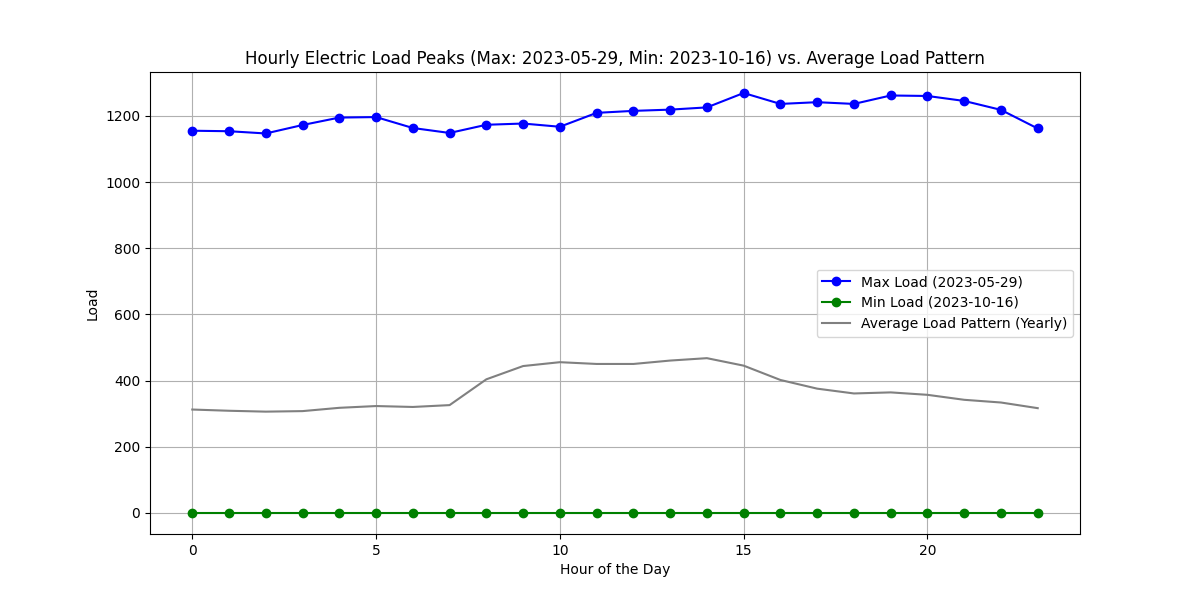 Hourly Electric Load Peaks (Max: 2023-05-29, Min: 2023-10-16) vs. Average Load Pattern
1200
1000
800
600
400
200
0
Load
Max Load (2023-05-29)
Min Load (2023-10-16)
Average Load Pattern (Yearly)
0 5 10 15 20
Hour of the Day